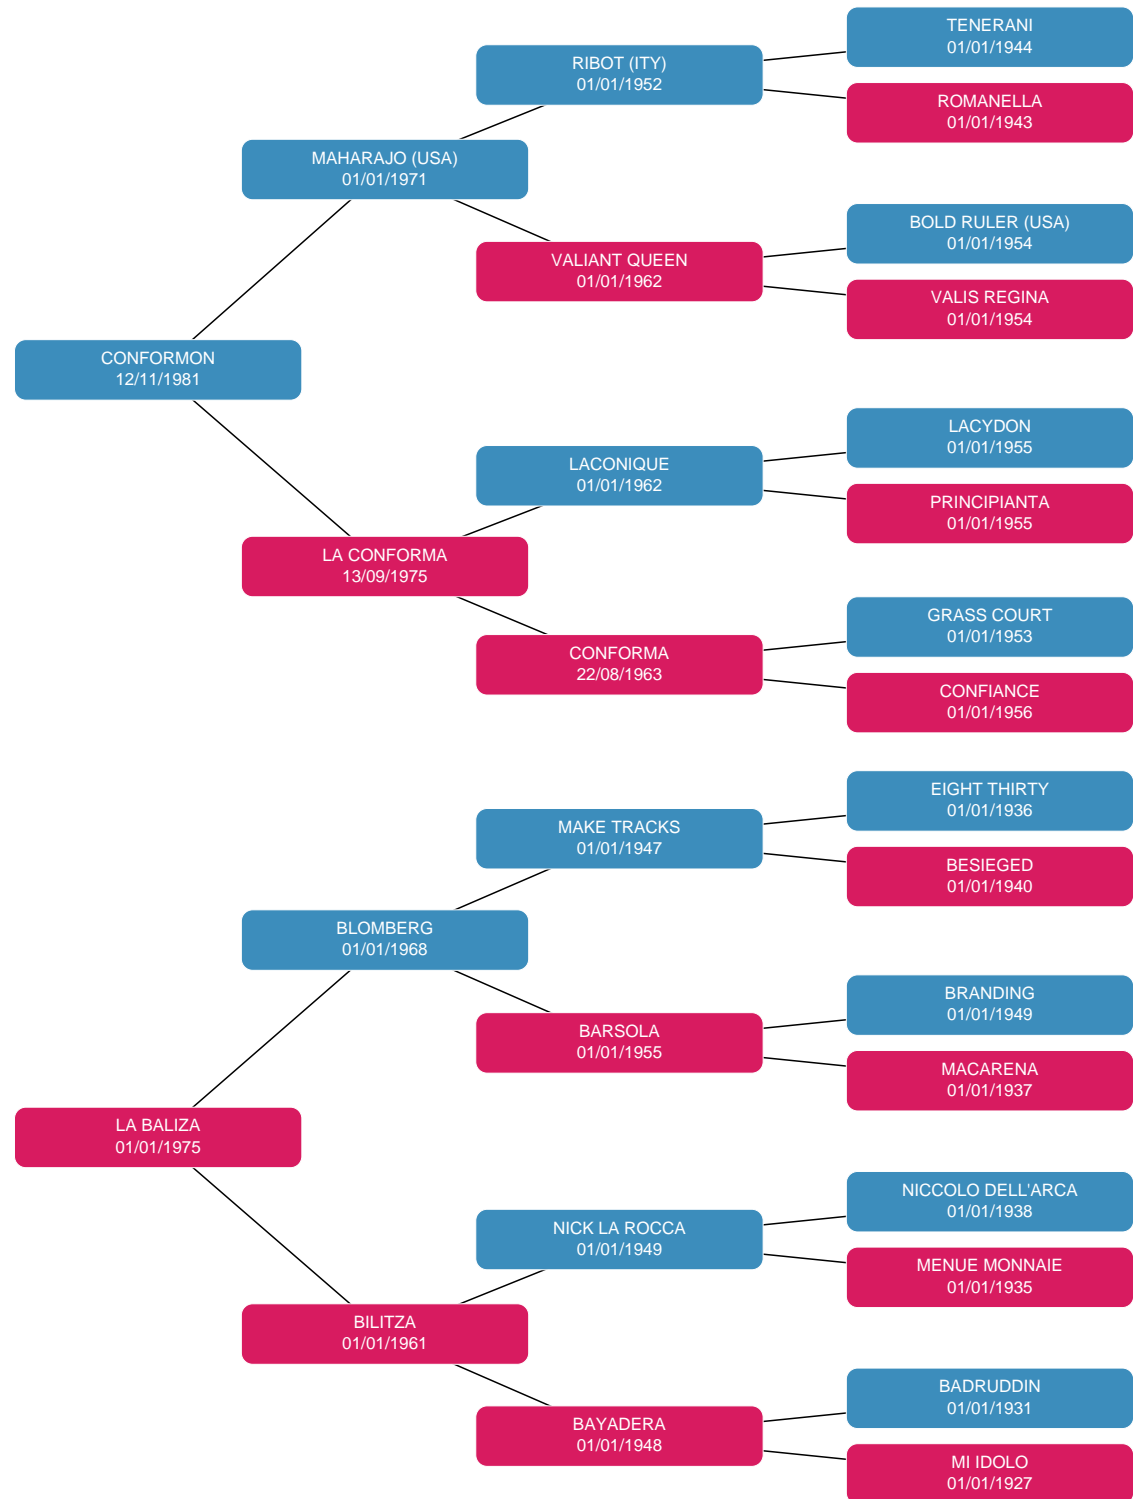 TENERANI
01/01/1944
RIBOT (ITY)
01/01/1952
ROMANELLA
01/01/1943
MAHARAJO (USA)
01/01/1971
BOLD RULER (USA)
01/01/1954
VALIANT QUEEN
01/01/1962
VALIS REGINA
01/01/1954
CONFORMON
12/11/1981
LACYDON
01/01/1955
LACONIQUE
01/01/1962
PRINCIPIANTA
01/01/1955
LA CONFORMA
13/09/1975
GRASS COURT
01/01/1953
CONFORMA
22/08/1963
CONFIANCE
01/01/1956
EIGHT THIRTY
01/01/1936
MAKE TRACKS
01/01/1947
BESIEGED
01/01/1940
BLOMBERG
01/01/1968
BRANDING
01/01/1949
BARSOLA
01/01/1955
MACARENA
01/01/1937
LA BALIZA
01/01/1975
NICCOLO DELL'ARCA
01/01/1938
NICK LA ROCCA
01/01/1949
MENUE MONNAIE
01/01/1935
BILITZA
01/01/1961
BADRUDDIN
01/01/1931
BAYADERA
01/01/1948
MI IDOLO
01/01/1927